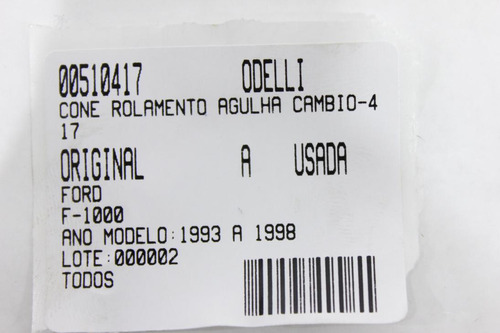 00510417 ODELLI
CONE ROLAMENTO AGULHA CAMBIO-4
17
ORIGINAL A USADA
FORD
F-1000
ANO MODELO:1993 A 1998
LOTE:000002
TODOS